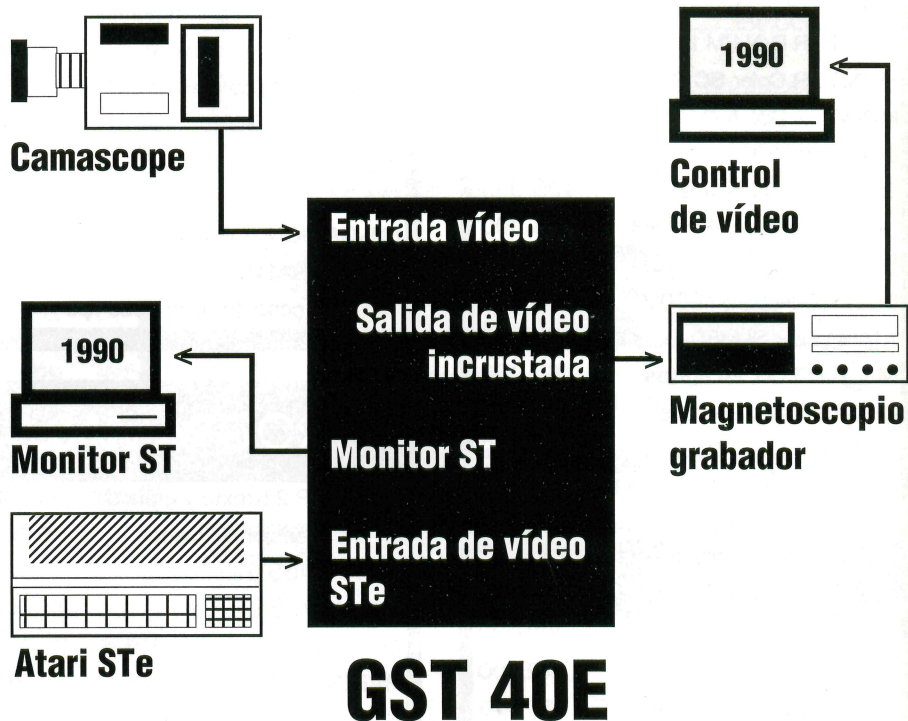 1990
Camascope
Control
de vídeo
Entrada vídeo
Salida de vídeo
incrustada
1990
Monitor ST
Monitor ST
Magnetoscopio
grabador
Entrada de vídeo
STe
Atari STe
GST 40E